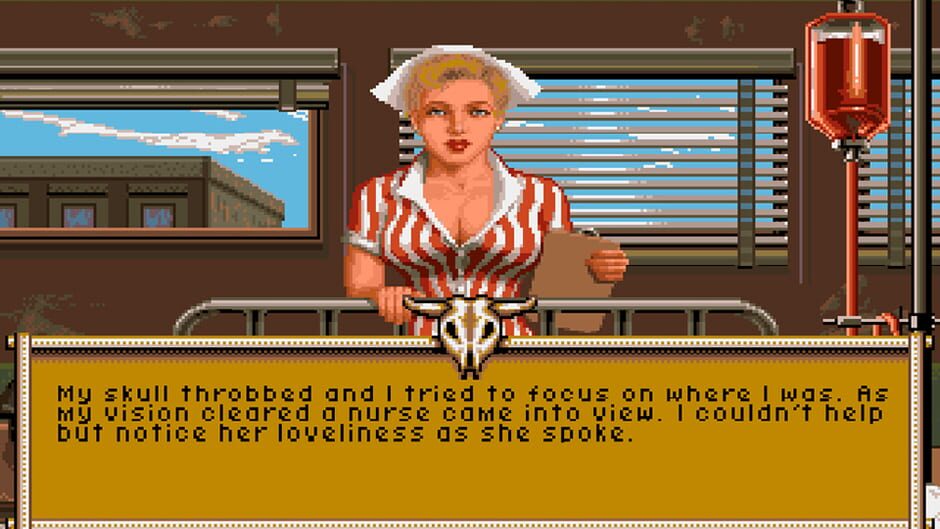 My skull throbbed and I tried to focus on where I was. As
my vision cleared a nurse came into view. I couldn't help
but notice her loveliness as she spoke.